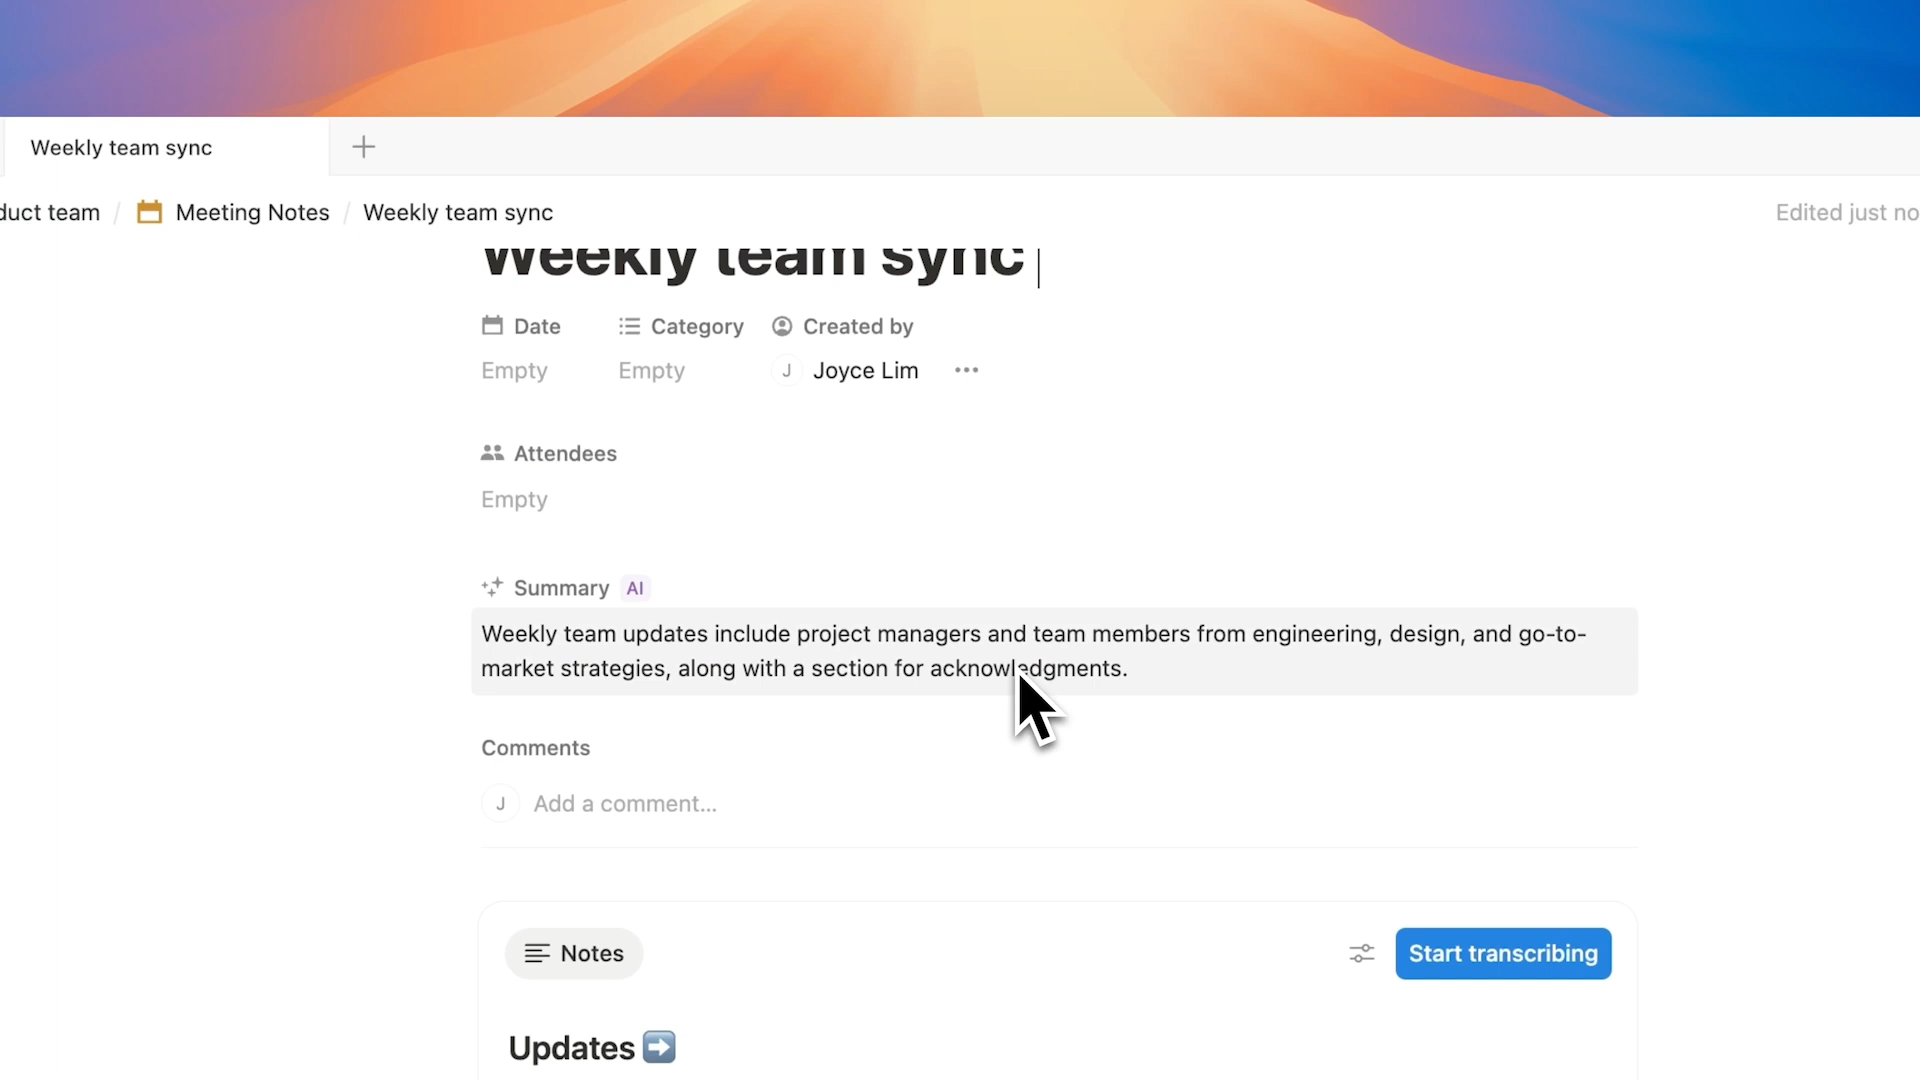 Weekly team sync
duct team / Meeting Notes / Weekly team sync
Edited just no
Weekly team sync
Date Category Created by
Empty Empty J Joyce Lim
Attendees
Empty
Summary AI
Weekly team updates include project managers and team members from engineering, design, and go-to-
market strategies, along with a section for acknowledgments.
Comments
J Add a comment...
Notes Start transcribing
Updates ➡️